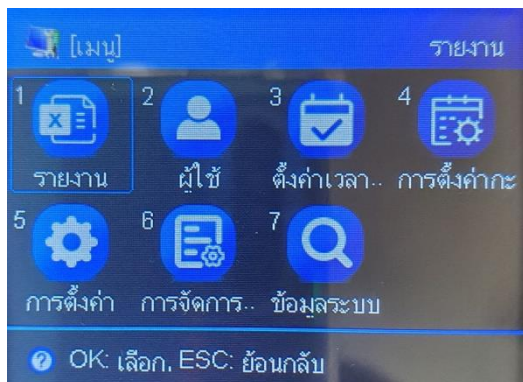 [เมนู] รายงาน
1 2 3 4
รายงาน ผู้ใช้ ตั้งค่าเวลา.. การตั้งค่ากะ
5 6 7
การตั้งค่า การจัดการ.. ข้อมูลระบบ
OK: เลือก, ESC: ย้อนกลับ